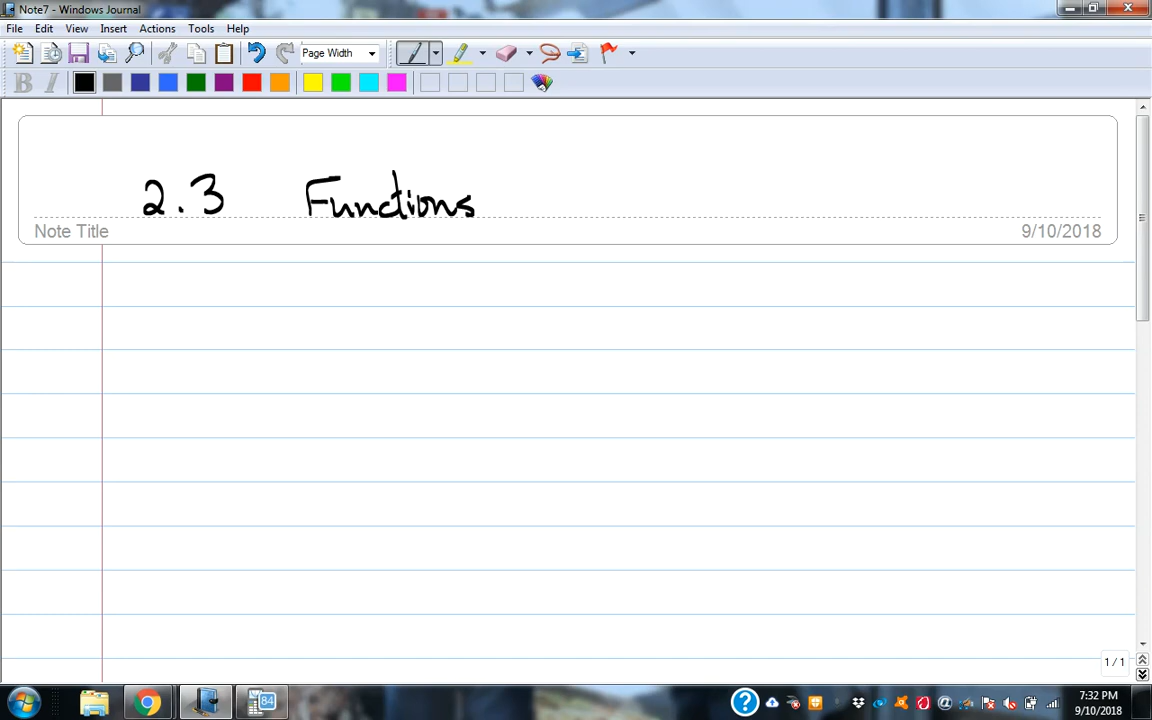 Note7 - Windows Journal
File Edit View Insert Actions Tools Help
Page Width
B I
2.3 Functions
Note Title 9/10/2018
1 / 1
84
7:32 PM
9/10/2018